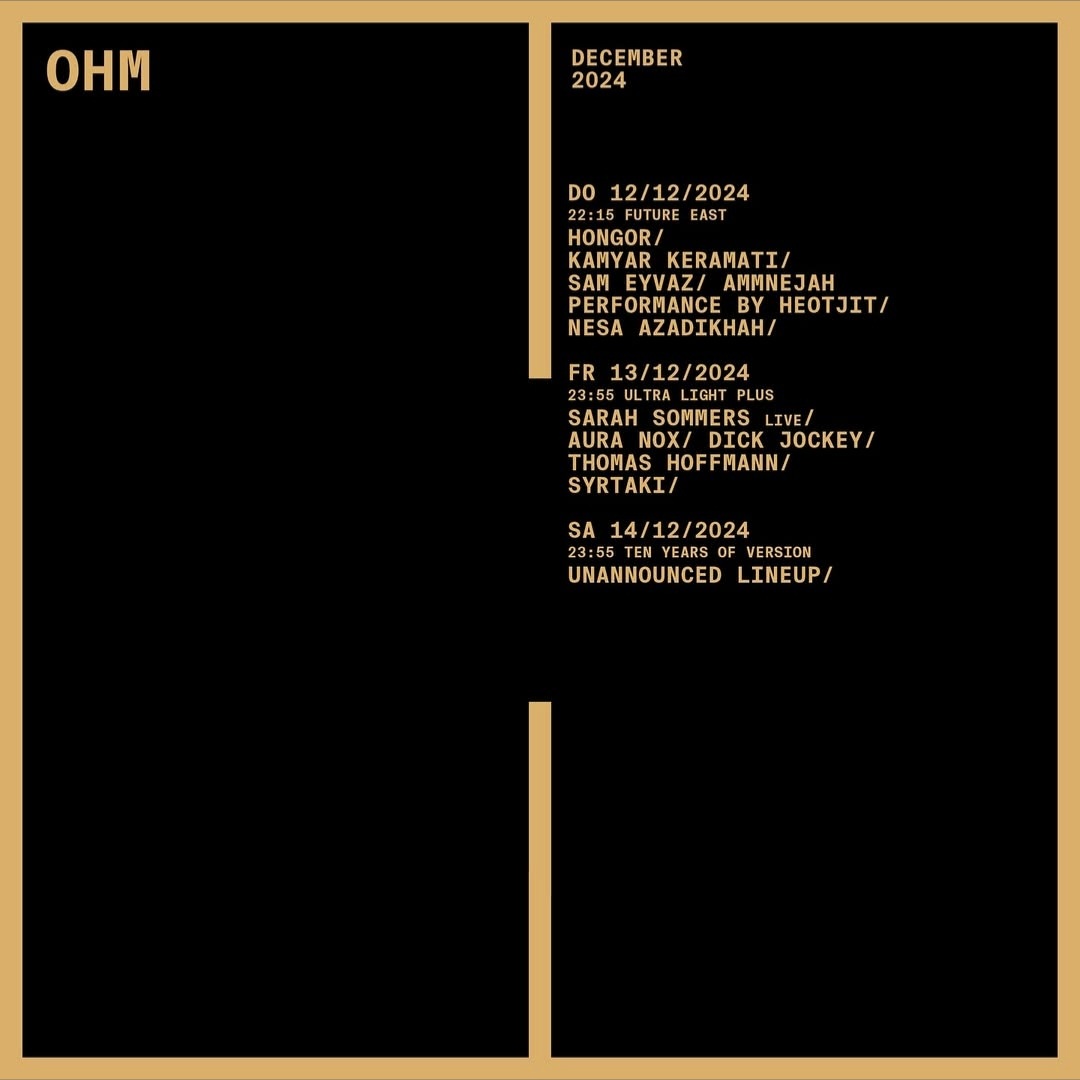 OHM
DECEMBER
2024
DO 12/12/2024
22:15 FUTURE EAST
HONGOR/
KAMYAR KERAMATI/
SAM EYVAZ/ AMMNEJAH
PERFORMANCE BY HEOTJIT/
NESA AZADIKHAH/
FR 13/12/2024
23:55 ULTRA LIGHT PLUS
SARAH SOMMERS LIVE/
AURA NOX/ DICK JOCKEY/
THOMAS HOFFMANN/
SYRTAKI/
SA 14/12/2024
23:55 TEN YEARS OF VERSION
UNANNOUNCED LINEUP/